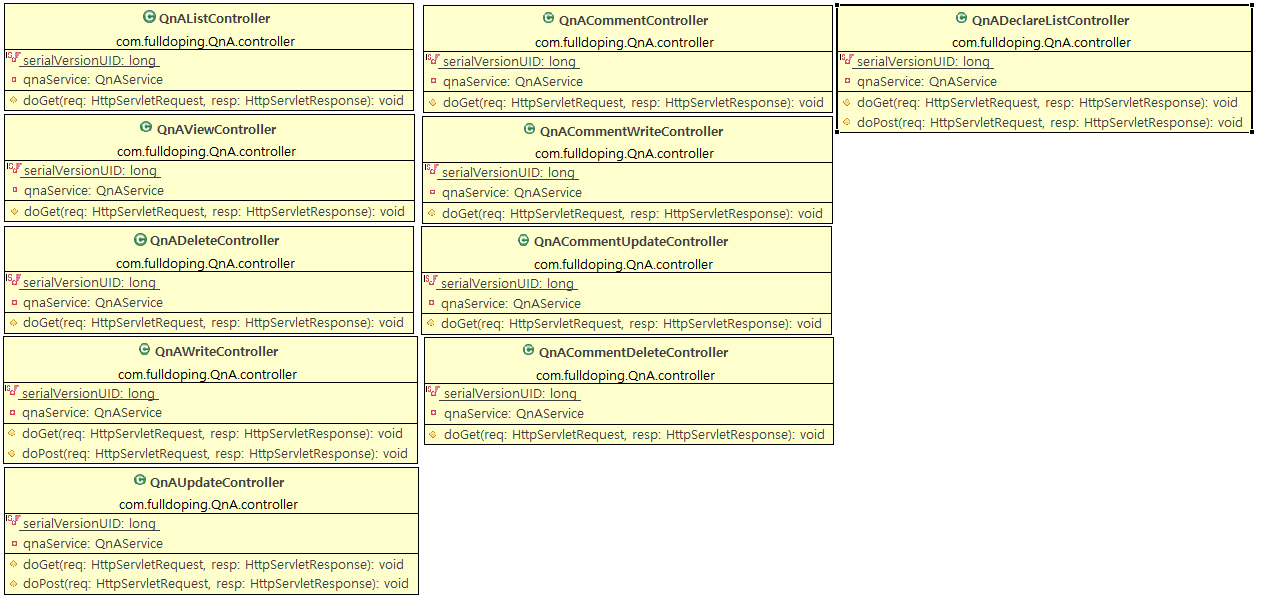 QnAListController
com.fulldoping.QnA.controller
serialVersionUID: long
qnaService: QnAService
doGet(req: HttpServletRequest, resp: HttpServletResponse): void
QnAViewController
com.fulldoping.QnA.controller
serialVersionUID: long
qnaService: QnAService
doGet(req: HttpServletRequest, resp: HttpServletResponse): void
QnADeleteController
com.fulldoping.QnA.controller
serialVersionUID: long
qnaService: QnAService
doGet(req: HttpServletRequest, resp: HttpServletResponse): void
QnAWriteController
com.fulldoping.QnA.controller
serialVersionUID: long
qnaService: QnAService
doGet(req: HttpServletRequest, resp: HttpServletResponse): void
doPost(req: HttpServletRequest, resp: HttpServletResponse): void
QnAUpdateController
com.fulldoping.QnA.controller
serialVersionUID: long
qnaService: QnAService
doGet(req: HttpServletRequest, resp: HttpServletResponse): void
doPost(req: HttpServletRequest, resp: HttpServletResponse): void
QnACommentController
com.fulldoping.QnA.controller
serialVersionUID: long
qnaService: QnAService
doGet(req: HttpServletRequest, resp: HttpServletResponse): void
QnACommentWriteController
com.fulldoping.QnA.controller
serialVersionUID: long
qnaService: QnAService
doGet(req: HttpServletRequest, resp: HttpServletResponse): void
QnACommentUpdateController
com.fulldoping.QnA.controller
serialVersionUID: long
qnaService: QnAService
doGet(req: HttpServletRequest, resp: HttpServletResponse): void
QnACommentDeleteController
com.fulldoping.QnA.controller
serialVersionUID: long
qnaService: QnAService
doGet(req: HttpServletRequest, resp: HttpServletResponse): void
QnADeclareListController
com.fulldoping.QnA.controller
serialVersionUID: long
qnaService: QnAService
doGet(req: HttpServletRequest, resp: HttpServletResponse): void
doPost(req: HttpServletRequest, resp: HttpServletResponse): void